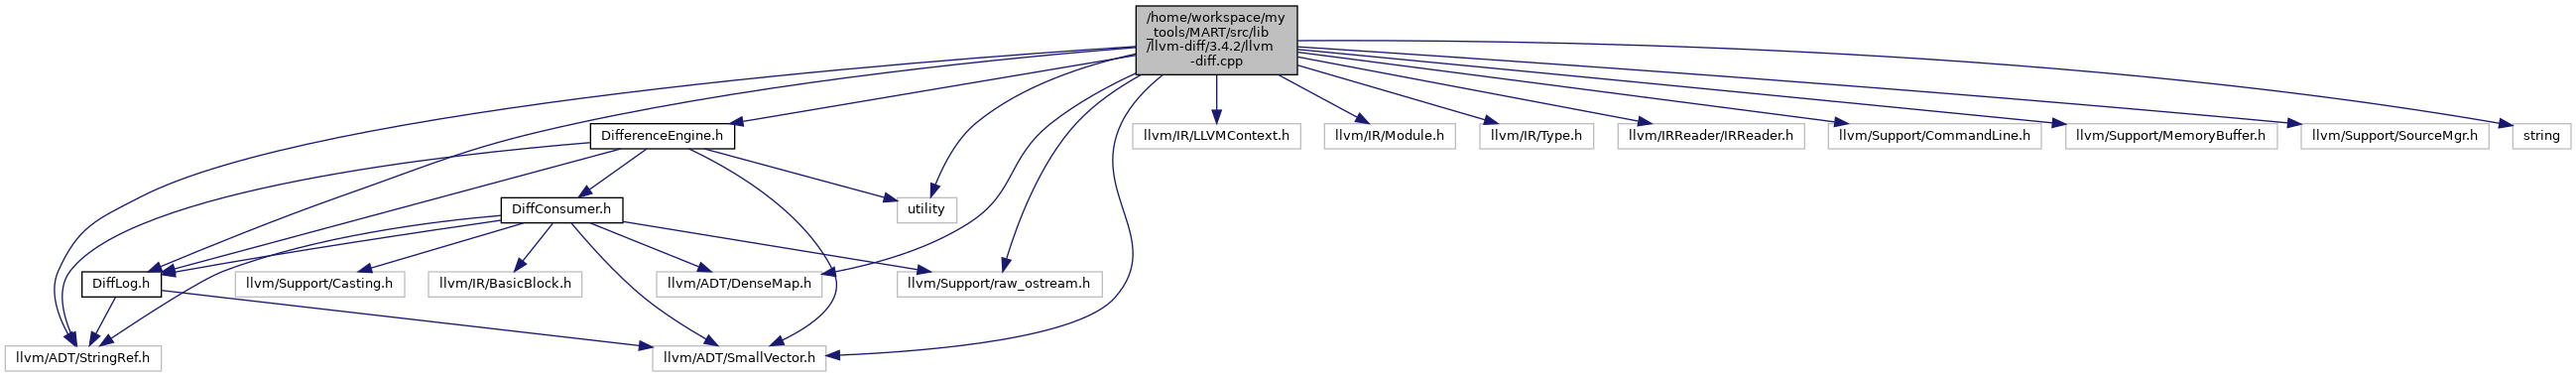 /home/workspace/my
_tools/MART/src/lib
/llvm-diff/3.4.2/llvm
-diff.cpp
DifferenceEngine.h
llvm/IR/LLVMContext.h
llvm/IR/Module.h
llvm/IR/Type.h
llvm/IRReader/IRReader.h
llvm/Support/CommandLine.h
llvm/Support/MemoryBuffer.h
llvm/Support/SourceMgr.h
string
DiffConsumer.h
utility
DiffLog.h
llvm/Support/Casting.h
llvm/IR/BasicBlock.h
llvm/ADT/DenseMap.h
llvm/Support/raw_ostream.h
llvm/ADT/StringRef.h
llvm/ADT/SmallVector.h